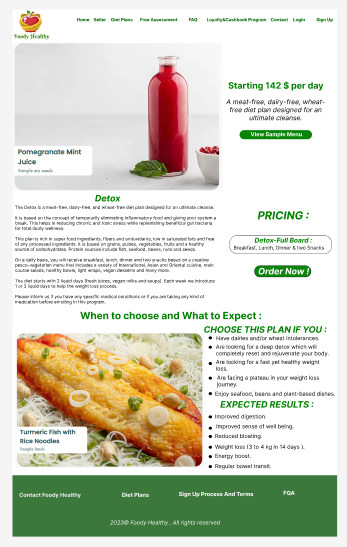 Home Seller Diet Plans Free Assessment FAQ Loyalty&Cashback Program Contact Login Sign Up
Foody Healthy
Starting 142 $ per day
A meat-free, dairy-free, wheat-
free diet plan designed for an
ultimate cleanse.
View Sample Menu
Pomegranate Mint
Juice
Detox
The Detox is a meat-free, dairy-free, and wheat-free diet plan designed for an ultimate cleanse.
It is based on the concept of temporarily eliminating inflammatory food and giving your system a
break. This helps in reducing chronic and toxic stress while replenishing beneficial gut bacteria
for total-body wellness.
This plan is rich in super food ingredients, fibers and antioxidants, low in saturated fats and free
of any processed ingredients. It is based on grains, pulses, vegetables, fruits and a healthy
source of carbohydrates. Protein sources include fish, seafood, beans, nuts and seeds.
On a daily basis, you will receive breakfast, lunch, dinner and two snacks based on a creative
pesco-vegetarian menu that includes a variety of International, Asian and Oriental cuisine, main
course salads, healthy bowls, light wraps, vegan desserts and many more.
The diet starts with 2 liquid days (fresh juices, vegan milks and soups). Each week we introduce
1 or 2 liquid days to help the weight loss process.
Please inform us if you have any specific medical conditions or if you are taking any kind of
medication before enrolling in this program.
PRICING :
Detox-Full Board :
Breakfast, Lunch, Dinner & two Snacks
Order Now !
When to choose and What to Expect :
CHOOSE THIS PLAN IF YOU :
Have dairies and/or wheat intolerances.
Are looking for a deep detox which will
completely reset and rejuvenate your body.
Are looking for a fast yet healthy weight
loss.
Are facing a plateau in your weight loss
journey.
Enjoy seafood, beans and plant-based dishes.
EXPECTED RESULTS :
Improved digestion.
Improved sense of well being.
Reduced bloating.
Weight loss (3 to 4 kg in 14 days ).
Energy boost.
Regular bowel transit.
Turmeric Fish with
Rice Noodles
Contact Foody Healthy Diet Plans Sign Up Process And Terms FQA
2023© Foody Healthy , All rights reserved